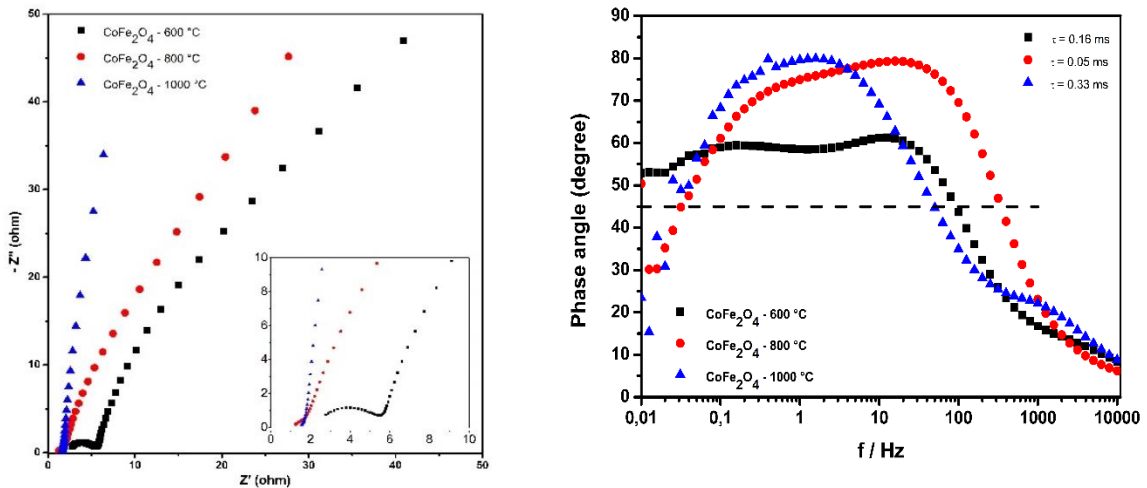 50
40
30
20
10
0
- Z'' (ohm)
CoFe2O4 - 600 °C
CoFe2O4 - 800 °C
CoFe2O4 - 1000 °C
10
8
6
4
2
0
0 2 4 6 8 10
0 10 20 30 40 50
Z' (ohm)
90
80
70
60
50
40
30
20
10
0
Phase angle (degree)
τ = 0.16 ms
τ = 0.05 ms
τ = 0.33 ms
CoFe2O4 - 600 °C
CoFe2O4 - 800 °C
CoFe2O4 - 1000 °C
0,01 0,1 1 10 100 1000 10000
f / Hz